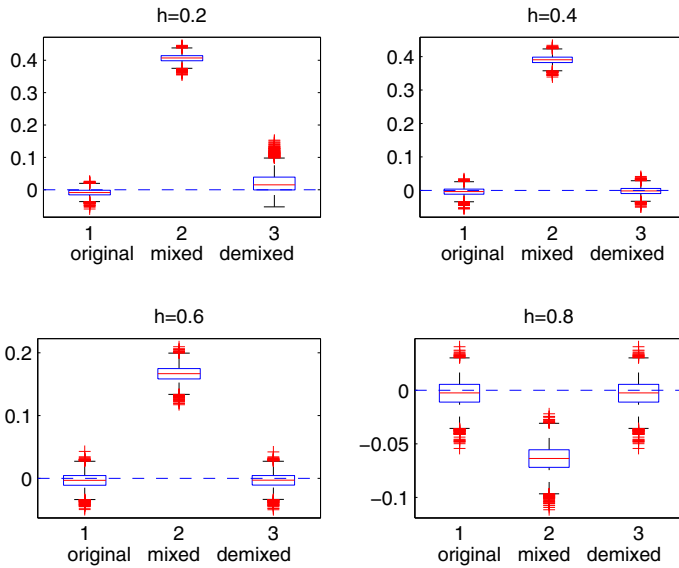 h=0.2
0.4
0.3
0.2
0.1
0
1 2 3
original mixed demixed
h=0.4
0.4
0.3
0.2
0.1
0
1 2 3
original mixed demixed
h=0.6
0.2
0.1
0
1 2 3
original mixed demixed
h=0.8
0
−0.05
−0.1
1 2 3
original mixed demixed